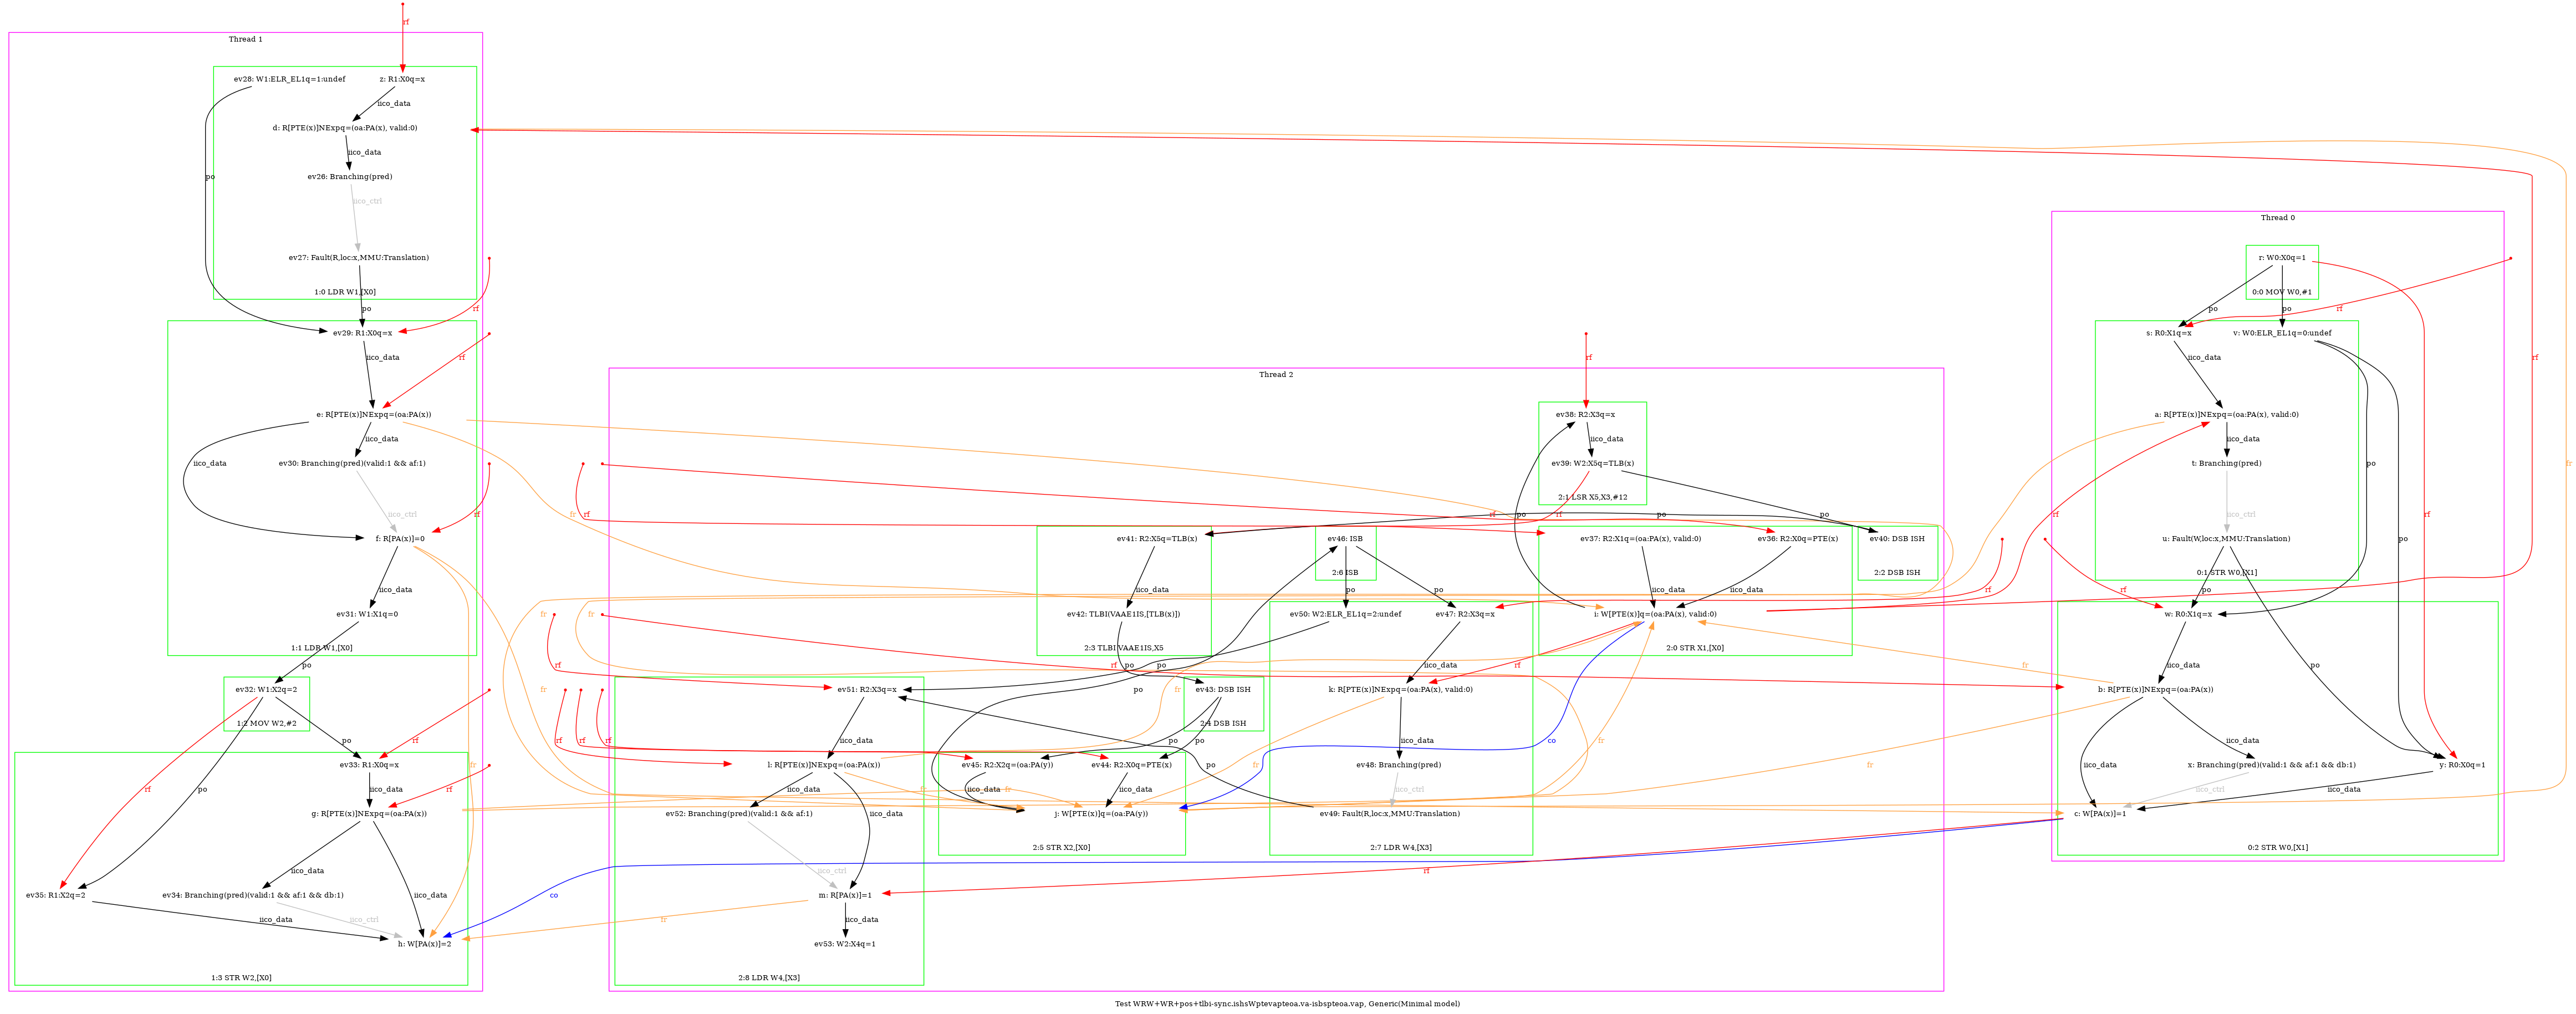 rf
Thread 1
ev28: W1:ELR_EL1q=1:undef
z: R1:X0q=x
iico_data
d: R[PTE(x)]NExpq=(oa:PA(x), valid:0)
iico_data
po
ev26: Branching(pred)
iico_ctrl
ev27: Fault(R,loc:x,MMU:Translation)
1:0 LDR W1,[X0]
po
rf
ev29: R1:X0q=x
iico_data
rf
e: R[PTE(x)]NExpq=(oa:PA(x))
iico_data
iico_data
ev30: Branching(pred)(valid:1 && af:1)
iico_ctrl
rf
fr
f: R[PA(x)]=0
iico_data
ev31: W1:X1q=0
1:1 LDR W1,[X0]
po
ev32: W1:X2q=2
1:2 MOV W2,#2
po
rf
fr
ev33: R1:X0q=x
fr
rf
po
iico_data
rf
g: R[PTE(x)]NExpq=(oa:PA(x))
iico_data
ev35: R1:X2q=2
ev34: Branching(pred)(valid:1 && af:1 && db:1)
iico_data
iico_data
iico_ctrl
h: W[PA(x)]=2
1:3 STR W2,[X0]
Thread 2
rf
ev38: R2:X3q=x
iico_data
ev39: W2:X5q=TLB(x)
2:1 LSR X5,X3,#12
po
rf
rf
rf
po
po
ev41: R2:X5q=TLB(x)
iico_data
ev42: TLBI(VAAE1IS,[TLB(x)])
2:3 TLBI VAAE1IS,X5
ev46: ISB
2:6 ISB
po
po
ev37: R2:X1q=(oa:PA(x), valid:0)
ev36: R2:X0q=PTE(x)
iico_data
iico_data
i: W[PTE(x)]q=(oa:PA(x), valid:0)
2:0 STR X1,[X0]
ev40: DSB ISH
2:2 DSB ISH
rf
fr
ev50: W2:ELR_EL1q=2:undef
ev47: R2:X3q=x
iico_data
rf
po
po
rf
rf
ev51: R2:X3q=x
iico_data
fr
ev43: DSB ISH
2:4 DSB ISH
po
po
po
k: R[PTE(x)]NExpq=(oa:PA(x), valid:0)
iico_data
co
fr
rf
rf
rf
l: R[PTE(x)]NExpq=(oa:PA(x))
iico_data
iico_data
fr
ev45: R2:X2q=(oa:PA(y))
ev44: R2:X0q=PTE(x)
iico_data
iico_data
fr
fr
j: W[PTE(x)]q=(oa:PA(y))
2:5 STR X2,[X0]
po
ev48: Branching(pred)
iico_ctrl
ev49: Fault(R,loc:x,MMU:Translation)
2:7 LDR W4,[X3]
ev52: Branching(pred)(valid:1 && af:1)
iico_ctrl
rf
co
m: R[PA(x)]=1
fr
iico_data
ev53: W2:X4q=1
2:8 LDR W4,[X3]
Thread 0
r: W0:X0q=1
0:0 MOV W0,#1
po
po
rf
s: R0:X1q=x
v: W0:ELR_EL1q=0:undef
iico_data
rf
fr
a: R[PTE(x)]NExpq=(oa:PA(x), valid:0)
iico_data
t: Branching(pred)
po
iico_ctrl
rf
rf
po
u: Fault(W,loc:x,MMU:Translation)
0:1 STR W0,[X1]
po
rf
w: R0:X1q=x
iico_data
fr
po
b: R[PTE(x)]NExpq=(oa:PA(x))
iico_data
iico_data
fr
x: Branching(pred)(valid:1 && af:1 && db:1)
y: R0:X0q=1
iico_ctrl
iico_data
c: W[PA(x)]=1
0:2 STR W0,[X1]
Test WRW+WR+pos+tlbi-sync.ishsWptevapteoa.va-isbspteoa.vap, Generic(Minimal model)